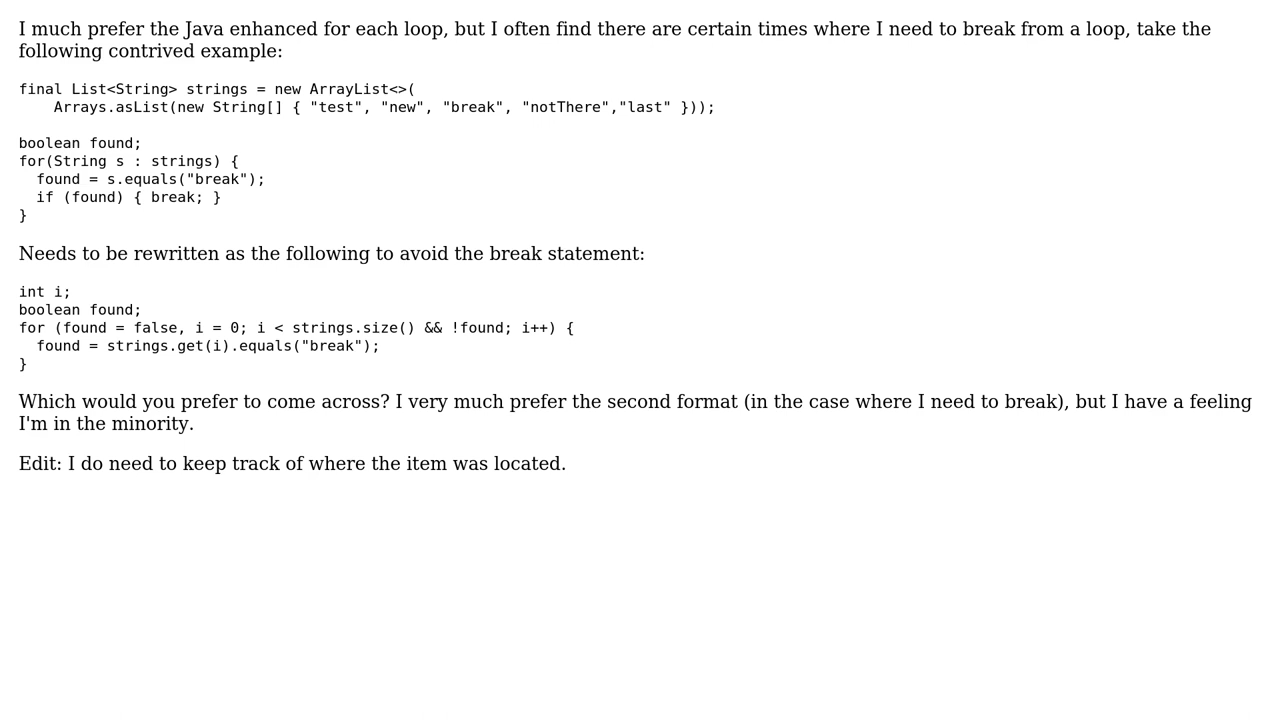 I much prefer the Java enhanced for each loop, but I often find there are certain times where I need to break from a loop, take the
following contrived example:
final List<String> strings = new ArrayList<>(
    Arrays.asList(new String[] { "test", "new", "break", "notThere","last" }));
boolean found;
for(String s : strings) {
  found = s.equals("break");
  if (found) { break; }
}
Needs to be rewritten as the following to avoid the break statement:
int i;
boolean found;
for (found = false, i = 0; i < strings.size() && !found; i++) {
  found = strings.get(i).equals("break");
}
Which would you prefer to come across? I very much prefer the second format (in the case where I need to break), but I have a feeling
I'm in the minority.
Edit: I do need to keep track of where the item was located.